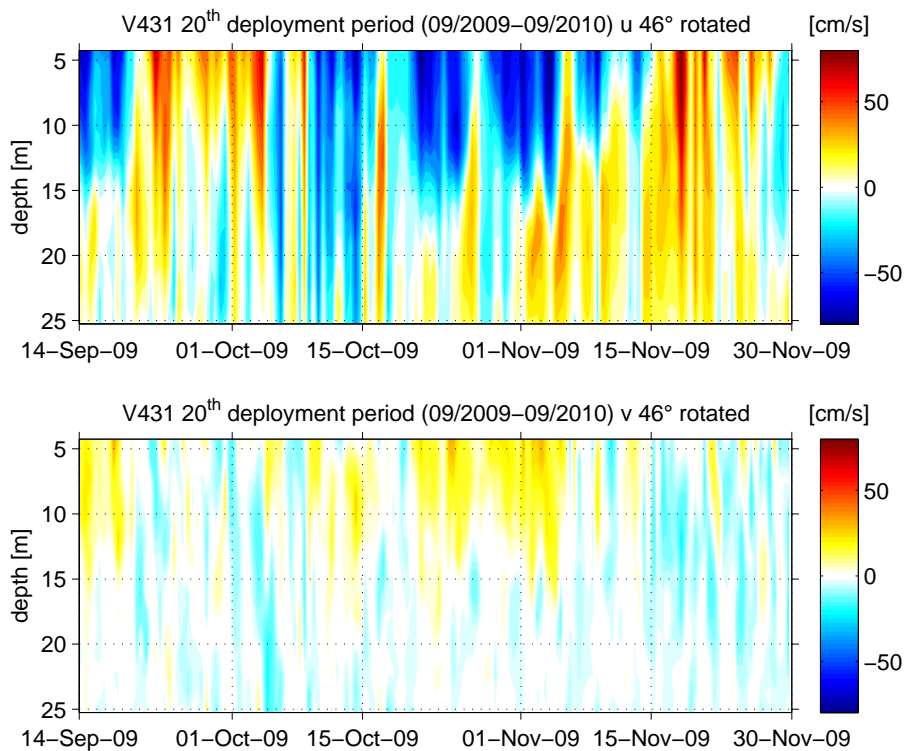 V431 20th deployment period (09/2009−09/2010) u 46° rotated [cm/s]
5
10
15
20
25
depth [m]
14−Sep−09 01−Oct−09 15−Oct−09 01−Nov−09 15−Nov−09 30−Nov−09
50
0
−50
V431 20th deployment period (09/2009−09/2010) v 46° rotated [cm/s]
5
10
15
20
25
depth [m]
14−Sep−09 01−Oct−09 15−Oct−09 01−Nov−09 15−Nov−09 30−Nov−09
50
0
−50